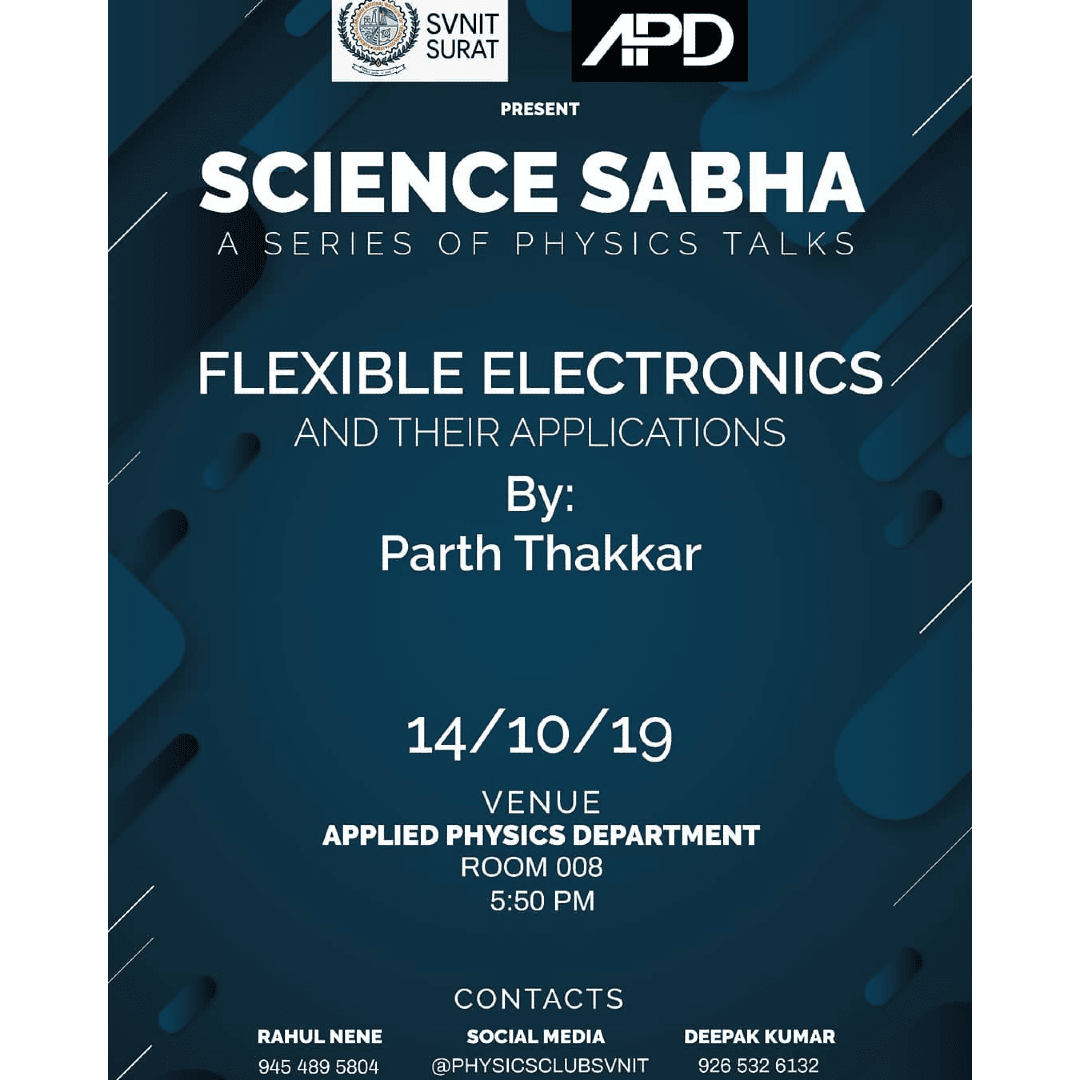 SVNIT
SURAT
APD
PRESENT
SCIENCE SABHA
A SERIES OF PHYSICS TALKS
FLEXIBLE ELECTRONICS
AND THEIR APPLICATIONS
By:
Parth Thakkar
14/10/19
VENUE
APPLIED PHYSICS DEPARTMENT
ROOM 008
5:50 PM
CONTACTS
RAHUL NENE
945 489 5804
SOCIAL MEDIA
@PHYSICSCLUBSVNIT
DEEPAK KUMAR
926 532 6132